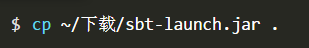 $ cp ~/下载/sbt-launch.jar .